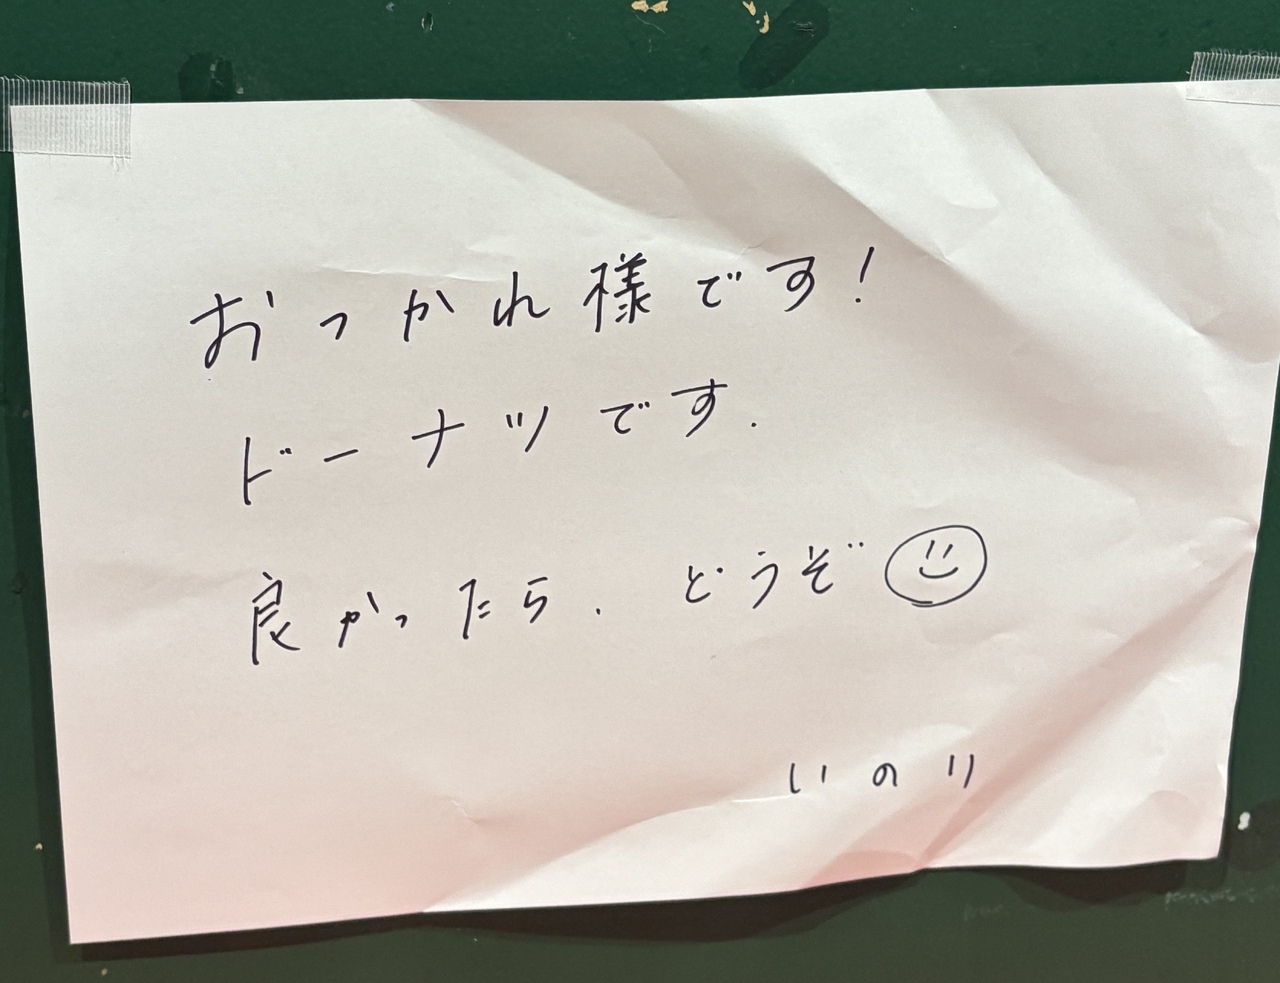 おつかれ様です!
ドーナツです.
良かったら. どうぞ
いのり